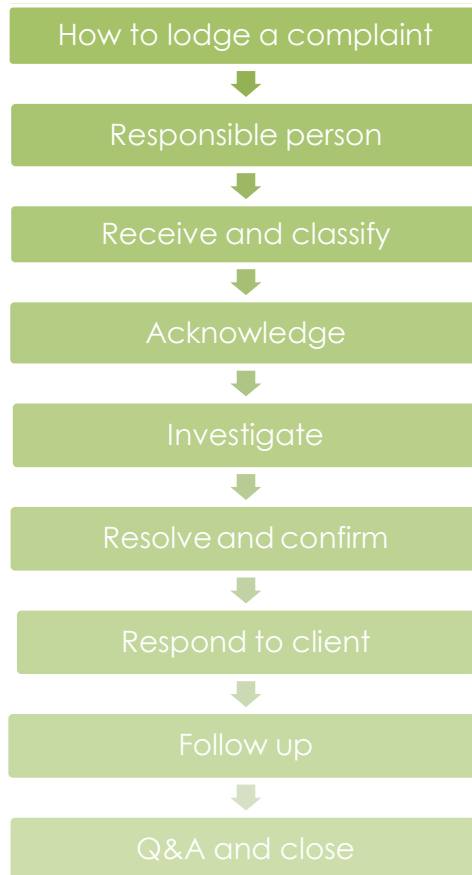 How to lodge a complaint
Responsible person
Receive and classify
Acknowledge
Investigate
Resolve and confirm
Respond to client
Follow up
Q&A and close